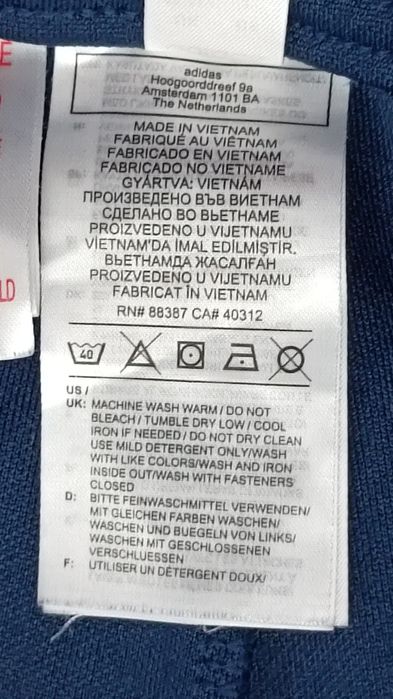 adidas
Hoogoorddreef 9a
Amsterdam 1101 BA
The Netherlands
MADE IN VIETNAM
FABRIQUÉ AU VIÊTNAM
FABRICADO EN VIETNAM
FABRICADO NO VIETNAME
GYÁRTVA: VIETNÁM
ПРОИЗВЕДЕНО ВЪВ ВИЕТНАМ
СДЕЛАНО ВО ВЬЕТНАМЕ
PROIZVEDENO U VIJETNAMU
VİETNAM'DA İMAL EDİLMİŞTİR.
ВЬЕТНАМДА ЖАСАЛҒАН
PROIZVEDENO U VIJETNAMU
FABRICAT ÎN VIETNAM
RN# 88387 CA# 40312
40
US /
UK: MACHINE WASH WARM / DO NOT
BLEACH / TUMBLE DRY LOW / COOL
IRON IF NEEDED / DO NOT DRY CLEAN
USE MILD DETERGENT ONLY/WASH
WITH LIKE COLORS/WASH AND IRON
INSIDE OUT/WASH WITH FASTENERS
CLOSED
D: BITTE FEINWASCHMITTEL VERWENDEN/
MIT GLEICHEN FARBEN WASCHEN/
WASCHEN UND BUEGELN VON LINKS/
WASCHEN MIT GESCHLOSSENEN
VERSCHLUESSEN
F: UTILISER UN DÉTERGENT DOUX/
LD